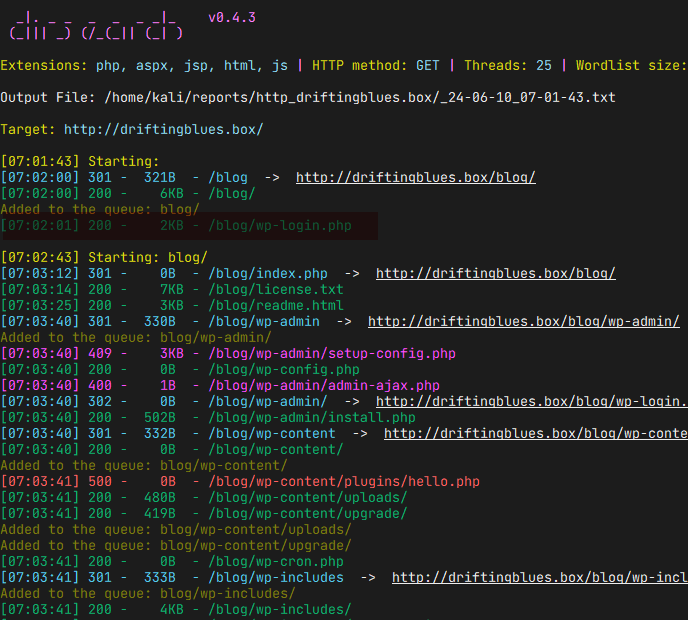 v0.4.3
Extensions: php, aspx, jsp, html, js | HTTP method: GET | Threads: 25 | Wordlist size:
Output File: /home/kali/reports/http_driftingblues.box/_24-06-10_07-01-43.txt
Target: http://driftingblues.box/
[07:01:43] Starting:
[07:02:00] 301 -  321B  - /blog  ->  http://driftingblues.box/blog/
[07:02:00] 200 -    6KB - /blog/
Added to the queue: blog/
[07:02:01] 200 -    2KB - /blog/wp-login.php
[07:02:43] Starting: blog/
[07:03:12] 301 -    0B  - /blog/index.php  ->  http://driftingblues.box/blog/
[07:03:14] 200 -    7KB - /blog/license.txt
[07:03:25] 200 -    3KB - /blog/readme.html
[07:03:40] 301 -  330B  - /blog/wp-admin  ->  http://driftingblues.box/blog/wp-admin/
Added to the queue: blog/wp-admin/
[07:03:40] 409 -    3KB - /blog/wp-admin/setup-config.php
[07:03:40] 200 -    0B  - /blog/wp-config.php
[07:03:40] 400 -    1B  - /blog/wp-admin/admin-ajax.php
[07:03:40] 302 -    0B  - /blog/wp-admin/  ->  http://driftingblues.box/blog/wp-login.
[07:03:40] 200 -  502B  - /blog/wp-admin/install.php
[07:03:40] 301 -  332B  - /blog/wp-content  ->  http://driftingblues.box/blog/wp-conte
[07:03:40] 200 -    0B  - /blog/wp-content/
Added to the queue: blog/wp-content/
[07:03:41] 500 -    0B  - /blog/wp-content/plugins/hello.php
[07:03:41] 200 -  480B  - /blog/wp-content/uploads/
[07:03:41] 200 -  419B  - /blog/wp-content/upgrade/
Added to the queue: blog/wp-content/uploads/
Added to the queue: blog/wp-content/upgrade/
[07:03:41] 200 -    0B  - /blog/wp-cron.php
[07:03:41] 301 -  333B  - /blog/wp-includes  ->  http://driftingblues.box/blog/wp-incl
Added to the queue: blog/wp-includes/
[07:03:41] 200 -    4KB - /blog/wp-includes/